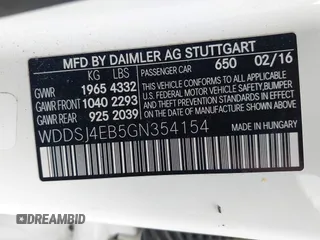 MFD BY DAIMLER AG STUTTGART
KG LBS PASSENGER CAR 650 02/16
GVWR 1965 4332
GAWR FRONT 1040 2293
GAWR REAR 925 2039
THIS VEHICLE CONFORMS TO ALL APPLICABLE
U.S. FEDERAL MOTOR VEHICLE SAFETY,
BUMPER, AND THEFT PREVENTION
STANDARDS IN EFFECT ON THE DATE OF
MANUFACTURE SHOWN ABOVE.
WDDSJ4EB5GN354154 MADE IN HUNGARY
DREAMBID